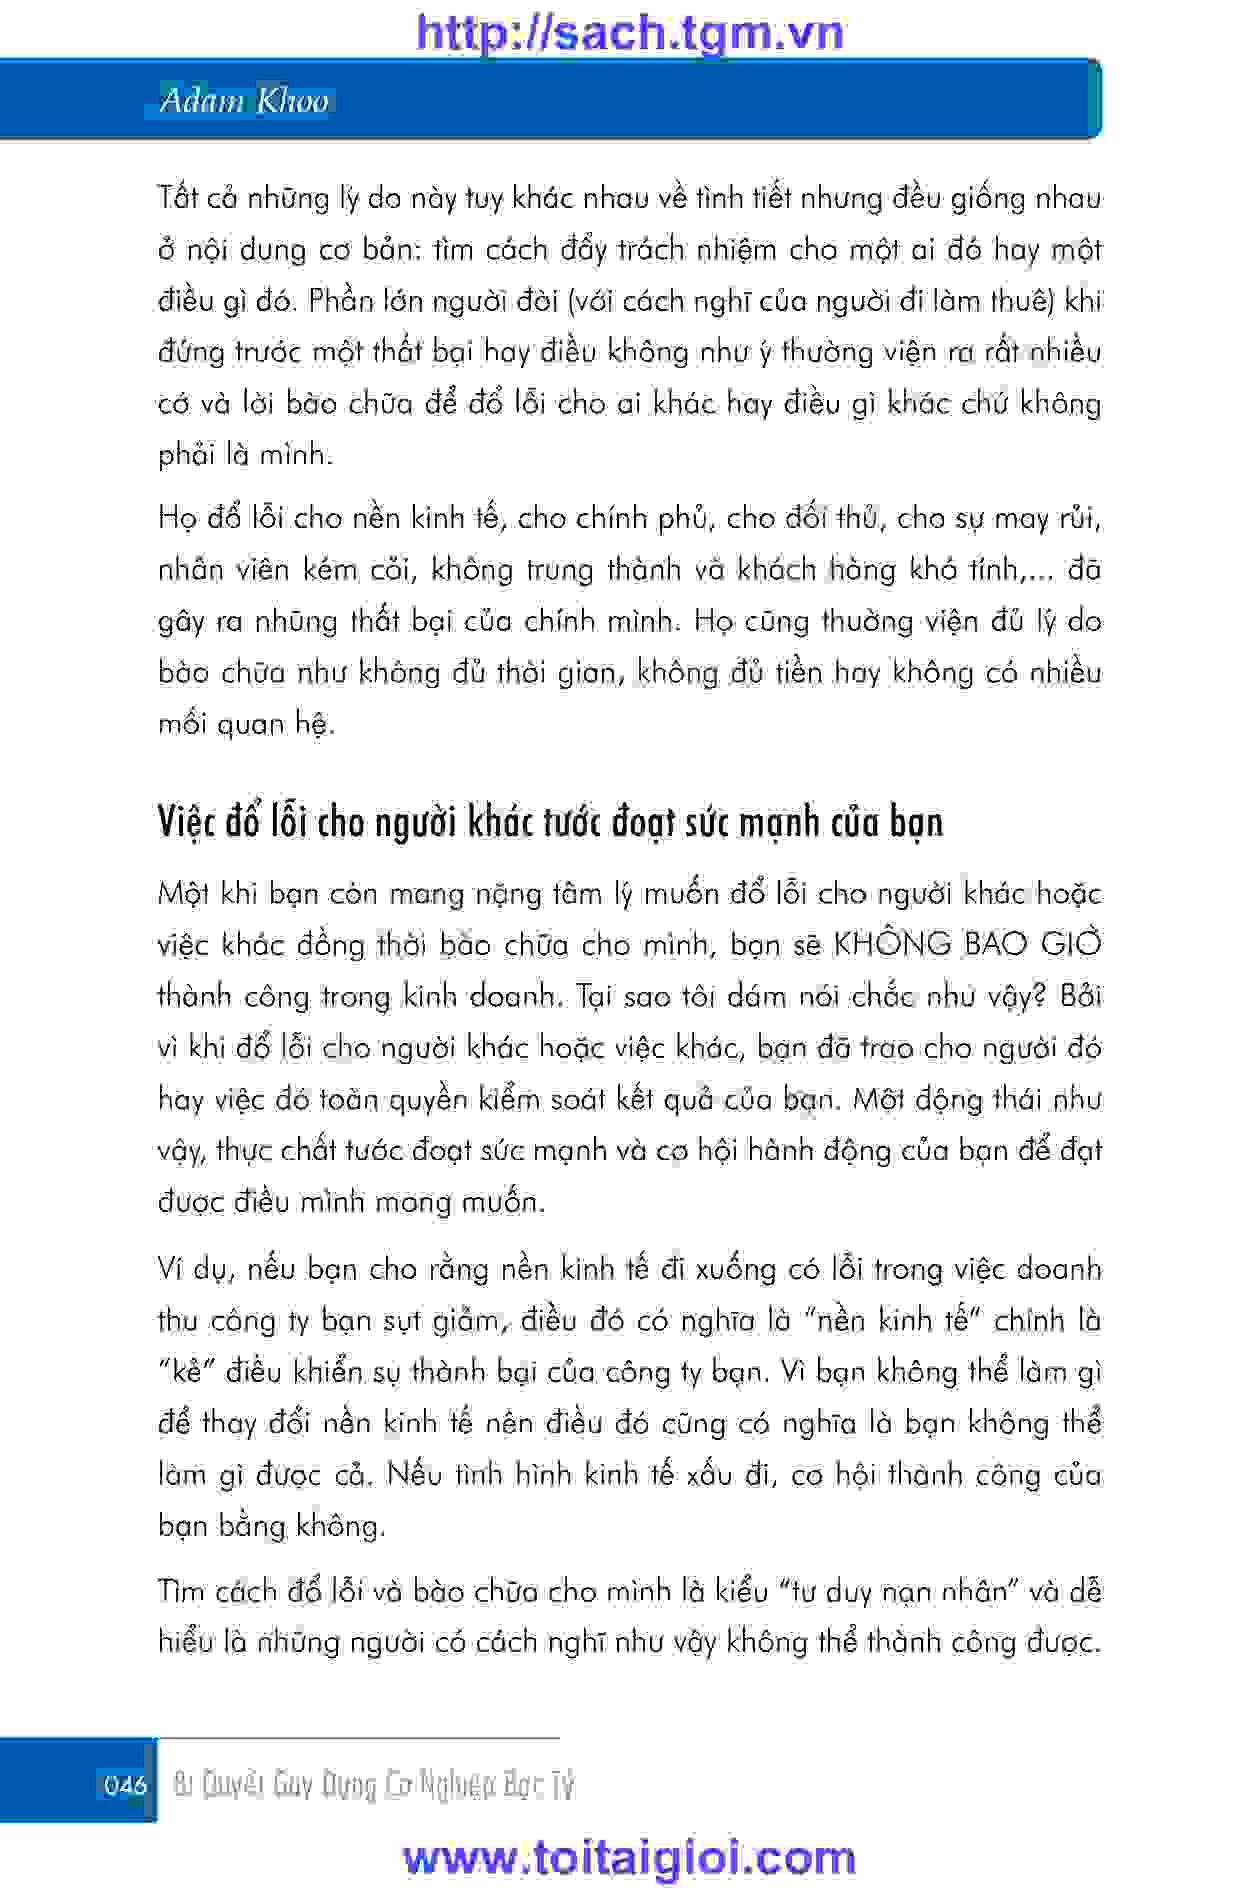 http://sach.tgm.vn
Adam Khoo
Tất cả những lý do này tuy khác nhau về tình tiết nhưng đều giống nhau
ở nội dung cơ bản: tìm cách đẩy trách nhiệm cho một ai đó hay một
điều gì đó. Phần lớn người đời (với cách nghĩ của người đi làm thuê) khi
đứng trước một thất bại hay điều không như ý thường viện ra rất nhiều
cớ và lời bào chữa để đổ lỗi cho ai khác hay điều gì khác chứ không
phải là mình.
Họ đổ lỗi cho nền kinh tế, cho chính phủ, cho đối thủ, cho sự may rủi,
nhân viên kém cỏi, không trung thành và khách hàng khó tính,... đã
gây ra những thất bại của chính mình. Họ cũng thường viện đủ lý do
bào chữa như không đủ thời gian, không đủ tiền hay không có nhiều
mối quan hệ.
Việc đổ lỗi cho người khác tước đoạt sức mạnh của bạn
Một khi bạn còn mang nặng tâm lý muốn đổ lỗi cho người khác hoặc
việc khác đồng thời bào chữa cho mình, bạn sẽ KHÔNG BAO GIỜ
thành công trong kinh doanh. Tại sao tôi dám nói chắc như vậy? Bởi
vì khi đổ lỗi cho người khác hoặc việc khác, bạn đã trao cho người đó
hay việc đó toàn quyền kiểm soát kết quả của bạn. Một động thái như
vậy, thực chất tước đoạt sức mạnh và cơ hội hành động của bạn để đạt
được điều mình mong muốn.
Ví dụ, nếu bạn cho rằng nền kinh tế đi xuống có lỗi trong việc doanh
thu công ty bạn sụt giảm, điều đó có nghĩa là “nền kinh tế” chính là
“kẻ” điều khiển sự thành bại của công ty bạn. Vì bạn không thể làm gì
để thay đổi nền kinh tế nên điều đó cũng có nghĩa là bạn không thể
làm gì được cả. Nếu tình hình kinh tế xấu đi, cơ hội thành công của
bạn bằng không.
Tìm cách đổ lỗi và bào chữa cho mình là kiểu “tư duy nạn nhân” và dễ
hiểu là những người có cách nghĩ như vậy không thể thành công được.
046 Bí Quyết Gây Dựng Cơ Nghiệp Bạc Tỷ
www.toitaigioi.com